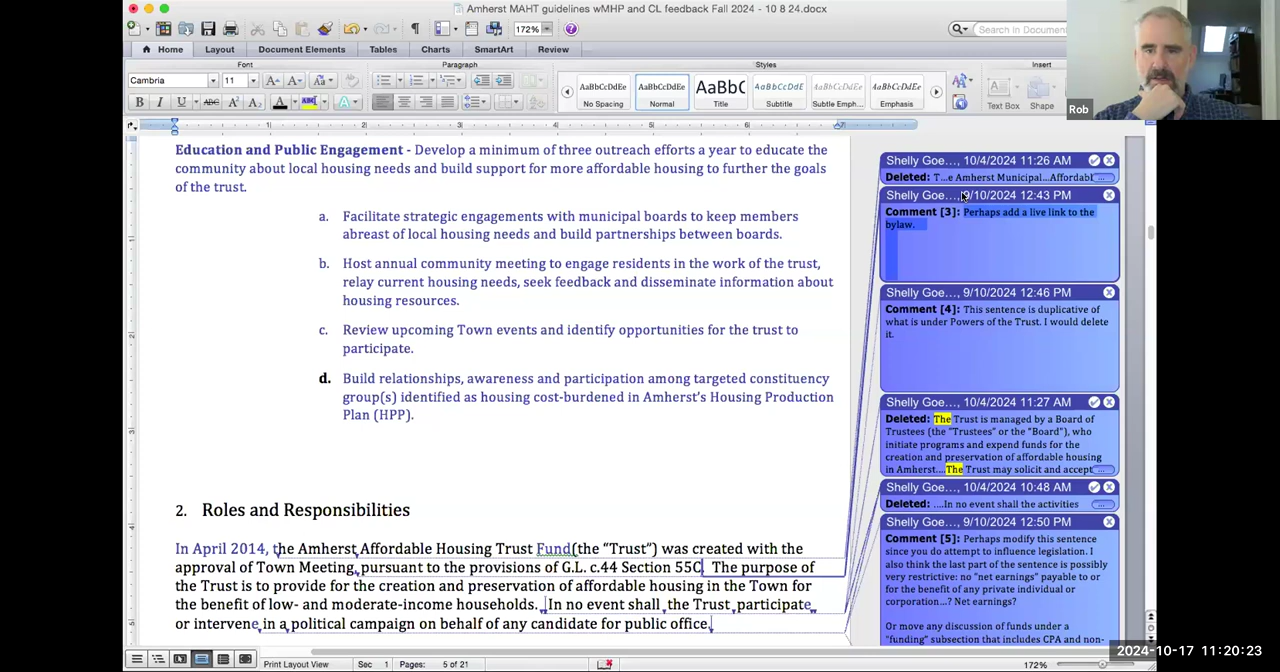 Amherst MAHT guidelines wMHP and CL feedback Fall 2024 - 10 8 24.docx
172%
Search in Document
Home Layout Document Elements Tables Charts SmartArt Review
Font Paragraph Styles Insert
Cambria 11
AaBbCcDdEe AaBbCcDdEe AaBbC AaBbCcDdEe AaBbCcDdEe AaBbCcDdEe
No Spacing Normal Title Subtitle Subtle Emph... Emphasis
Text Box Shape
Rob
Education and Public Engagement - Develop a minimum of three outreach efforts a year to educate the
community about local housing needs and build support for more affordable housing to further the goals
of the trust.
a. Facilitate strategic engagements with municipal boards to keep members
abreast of local housing needs and build partnerships between boards.
b. Host annual community meeting to engage residents in the work of the trust,
relay current housing needs, seek feedback and disseminate information about
housing resources.
c. Review upcoming Town events and identify opportunities for the trust to
participate.
d. Build relationships, awareness and participation among targeted constituency
group(s) identified as housing cost-burdened in Amherst's Housing Production
Plan (HPP).
2. Roles and Responsibilities
In April 2014, the Amherst Affordable Housing Trust Fund(the “Trust”) was created with the
approval of Town Meeting, pursuant to the provisions of G.L. c.44 Section 55C. The purpose of
the Trust is to provide for the creation and preservation of affordable housing in the Town for
the benefit of low- and moderate-income households. In no event shall the Trust participate
or intervene in a political campaign on behalf of any candidate for public office.
Shelly Goe..., 10/4/2024 11:26 AM
Deleted: T...e Amherst Municipal...Affordabl
Shelly Goe..., 9/10/2024 12:43 PM
Comment [3]: Perhaps add a live link to the
bylaw.
Shelly Goe..., 9/10/2024 12:46 PM
Comment [4]: This sentence is duplicative of
what is under Powers of the Trust. I would delete
it.
Shelly Goe..., 10/4/2024 11:27 AM
Deleted: The Trust is managed by a Board of
Trustees (the “Trustees” or the “Board”), who
initiate programs and expend funds for the
creation and preservation of affordable housing
in Amherst....The Trust may solicit and accept
Shelly Goe..., 10/4/2024 10:48 AM
Deleted: ....In no event shall the activities
Shelly Goe..., 9/10/2024 12:50 PM
Comment [5]: Perhaps modify this sentence
since you do attempt to influence legislation. I
also think the last part of the sentence is possibly
very restrictive: no "net earnings" payable to or
for the benefit of any private individual or
corporation...? Net earnings?
Or move any discussion of funds under a
"funding" subsection that includes CPA and non-
Print Layout View Sec 1 Pages: 5 of 21 172%
2024-10-17 11:20:23